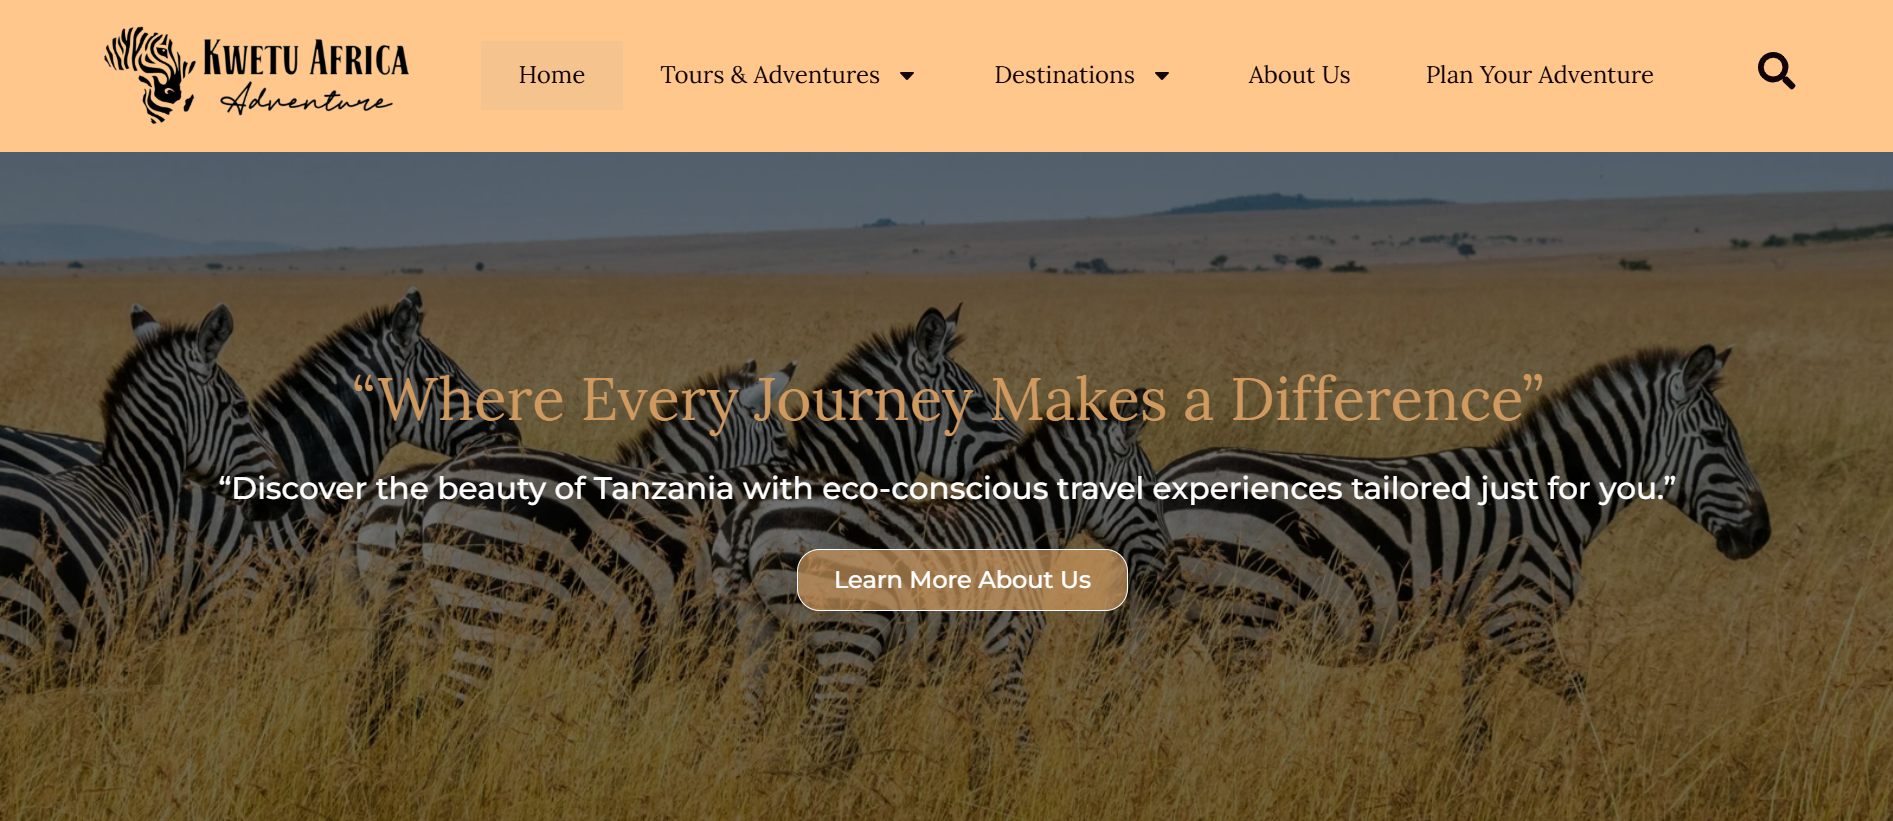 KWETU AFRICA
Adventure
Home
Tours & Adventures
Destinations
About Us
Plan Your Adventure
“Where Every Journey Makes a Difference”
“Discover the beauty of Tanzania with eco-conscious travel experiences tailored just for you.”
Learn More About Us